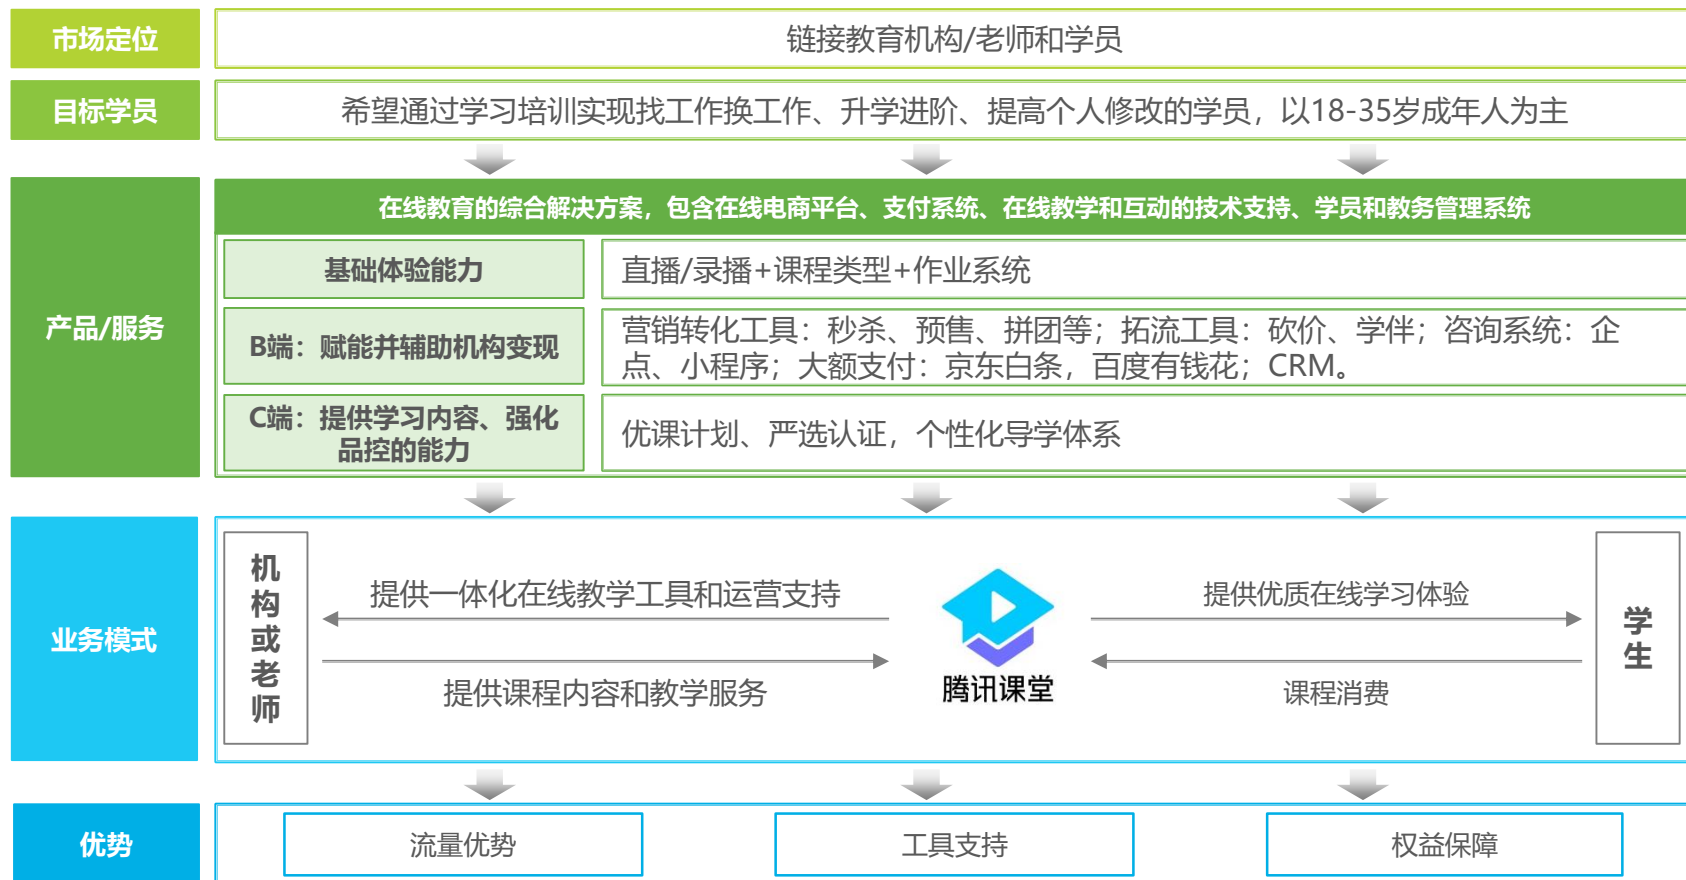 市场定位
链接教育机构/老师和学员
目标学员
希望通过学习培训实现找工作换工作、升学进阶、提高个人修改的学员，以18-35岁成年人为主
产品/服务
在线教育的综合解决方案，包含在线电商平台、支付系统、在线教学和互动的技术支持、学员和教务管理系统
基础体验能力
直播/录播+课程类型+作业系统
B端：赋能并辅助机构变现
营销转化工具：秒杀、预售、拼团等；拓流工具：砍价、学伴；咨询系统：企
点、小程序；大额支付：京东白条，百度有钱花；CRM。
C端：提供学习内容、强化
品控的能力
优课计划、严选认证，个性化导学体系
业务模式
机构或老师
提供一体化在线教学工具和运营支持
提供课程内容和教学服务
腾讯课堂
提供优质在线学习体验
课程消费
学生
优势
流量优势
工具支持
权益保障